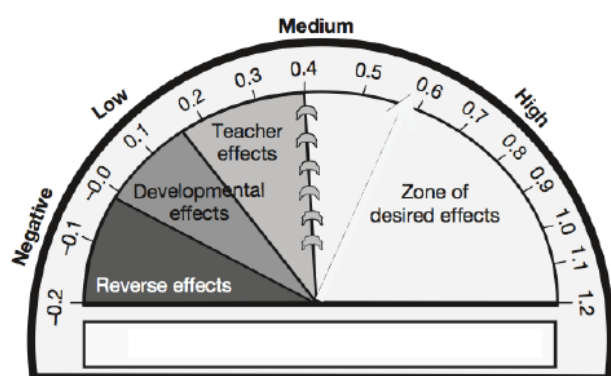 Medium
Low
High
Negative
-0.2
-0.1
-0.0
0.1
0.2
0.3
0.4
0.5
0.6
0.7
0.8
0.9
1.0
1.1
1.2
Teacher
effects
Developmental
effects
Reverse effects
Zone of
desired effects